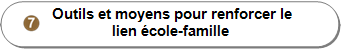 7 Outils et moyens pour renforcer le
lien école-famille